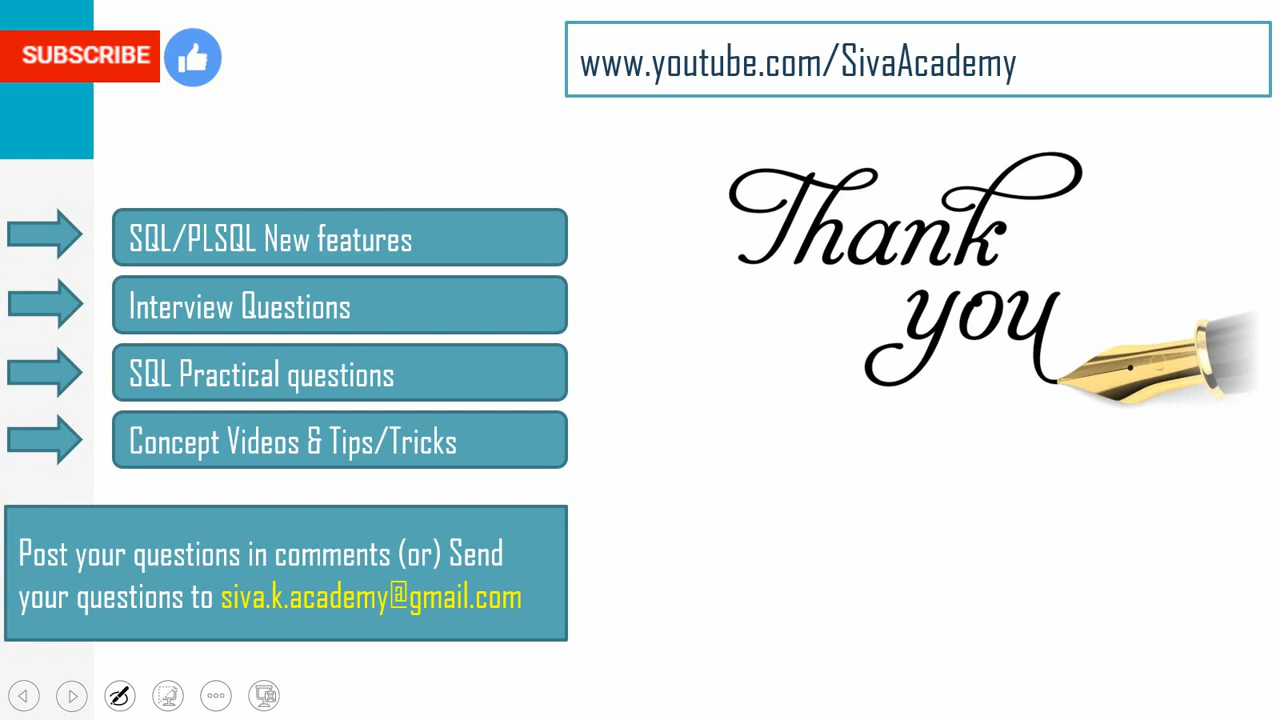 SUBSCRIBE
www.youtube.com/SivaAcademy
Thank
you
SQL/PLSQL New features
Interview Questions
SQL Practical questions
Concept Videos & Tips/Tricks
Post your questions in comments (or) Send
your questions to siva.k.academy@gmail.com